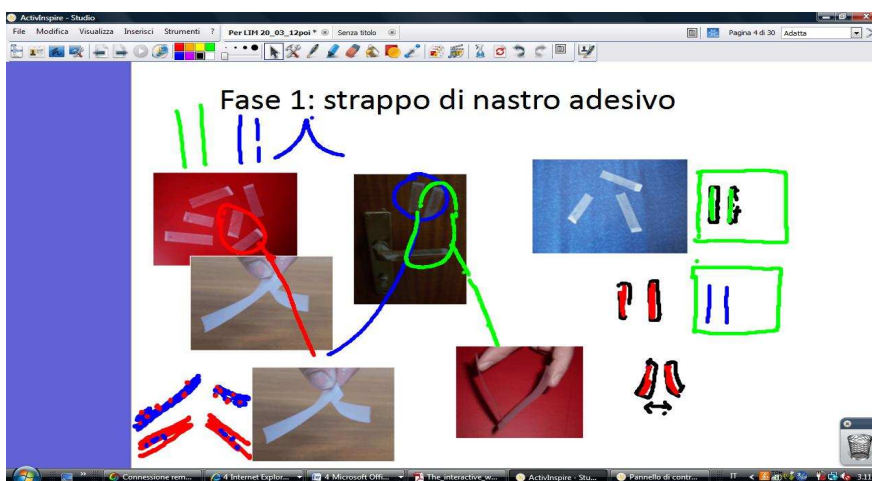 ActivInspire - Studio
File Modifica Visualizza Inserisci Strumenti ? Per LIM 20_03_12poi * Senza titolo Pagina 4 di 30 Adatta
Fase 1: strappo di nastro adesivo
Connessione rem... 4 Internet Explor... 4 Microsoft Offi... The_interactive_w... ActivInspire - Stu... Pannello di contr... IT 3.11